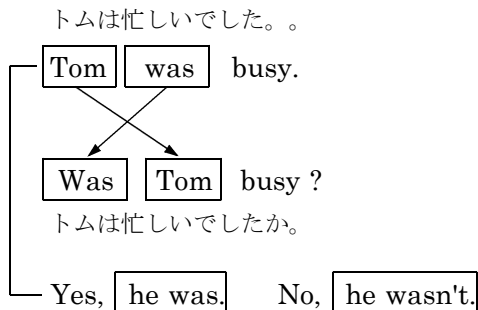 トムは忙しいでした。。
Tom was busy.
Was Tom busy ?
トムは忙しいでしたか。
Yes, he was. No, he wasn't.